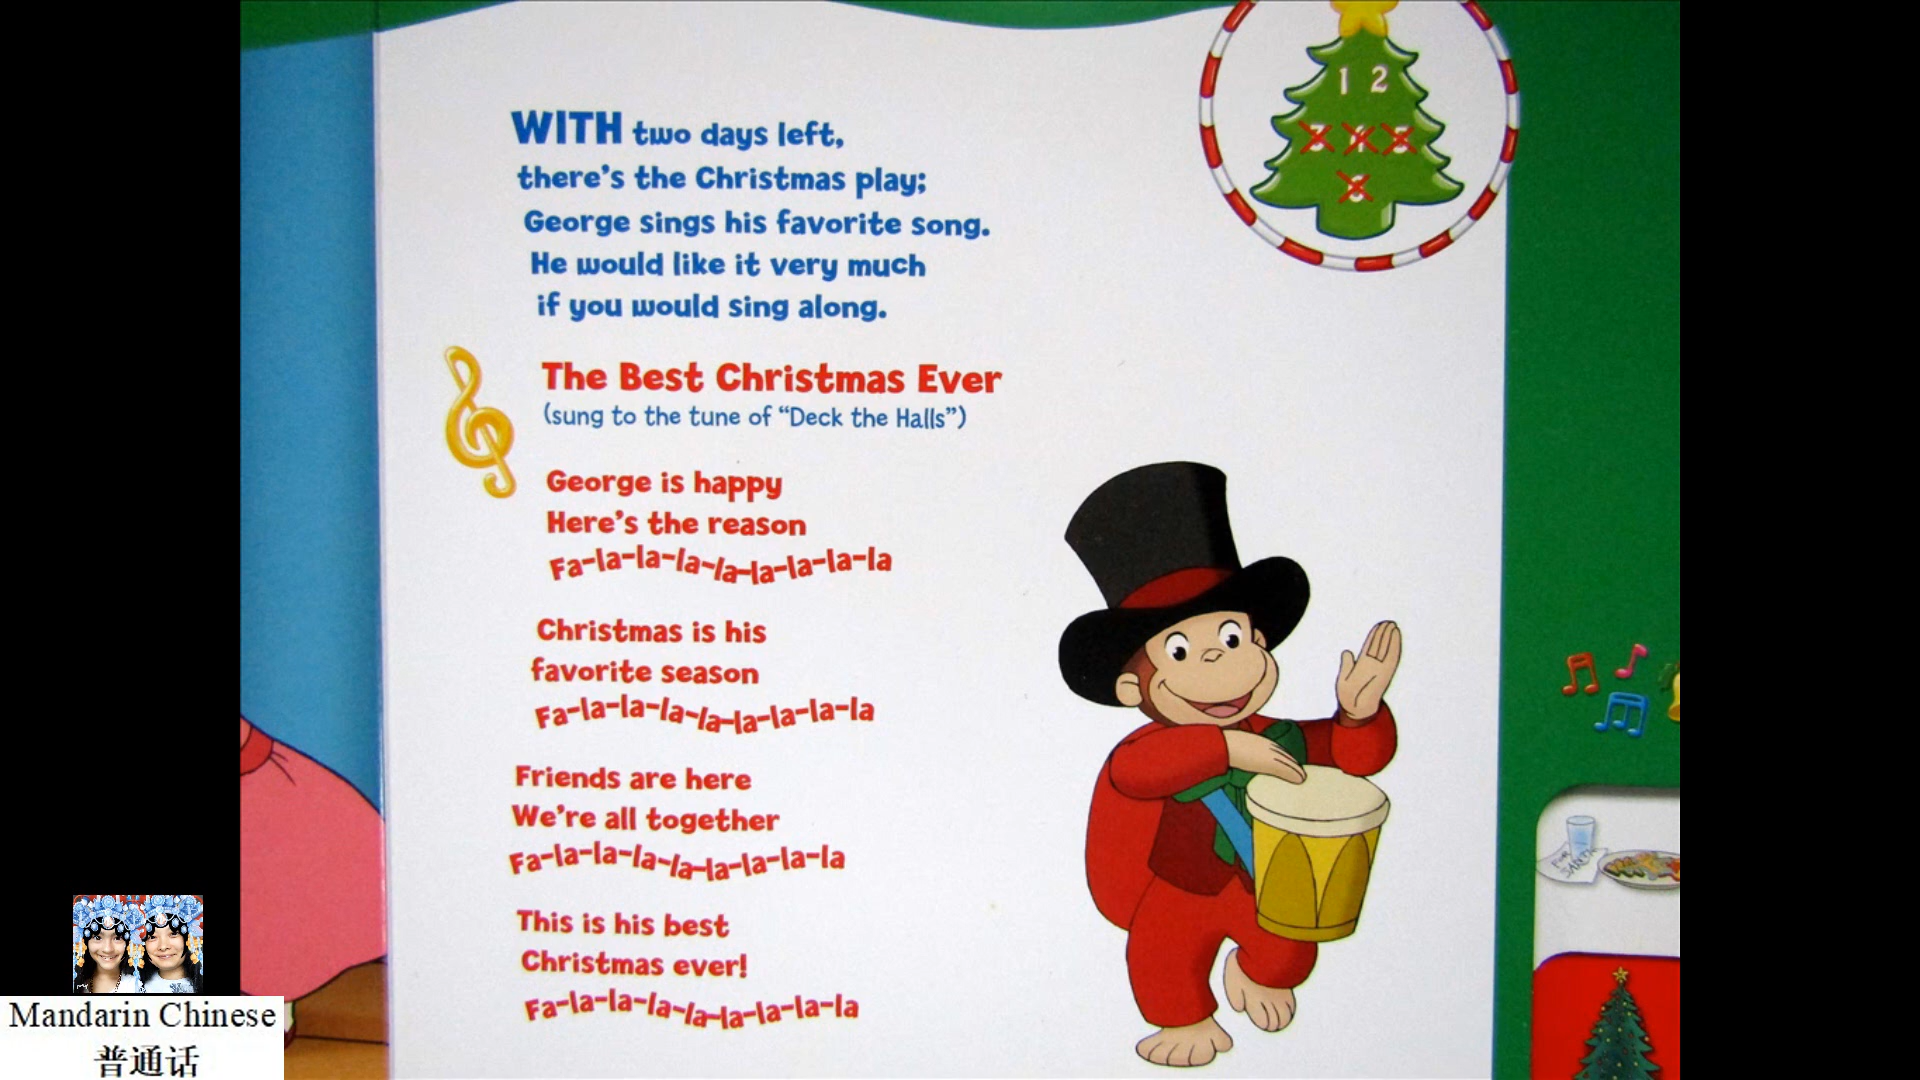 1 2
WITH two days left,
there's the Christmas play;
George sings his favorite song.
He would like it very much
if you would sing along.
The Best Christmas Ever
(sung to the tune of "Deck the Halls")
George is happy
Here's the reason
Fa-la-la-la-la-la-la-la-la
Christmas is his
favorite season
Fa-la-la-la-la-la-la-la-la
Friends are here
We're all together
Fa-la-la-la-la-la-la-la-la
This is his best
Christmas ever!
Fa-la-la-la-la-la-la-la-la
FOR
SANTA
Mandarin Chinese
普通话